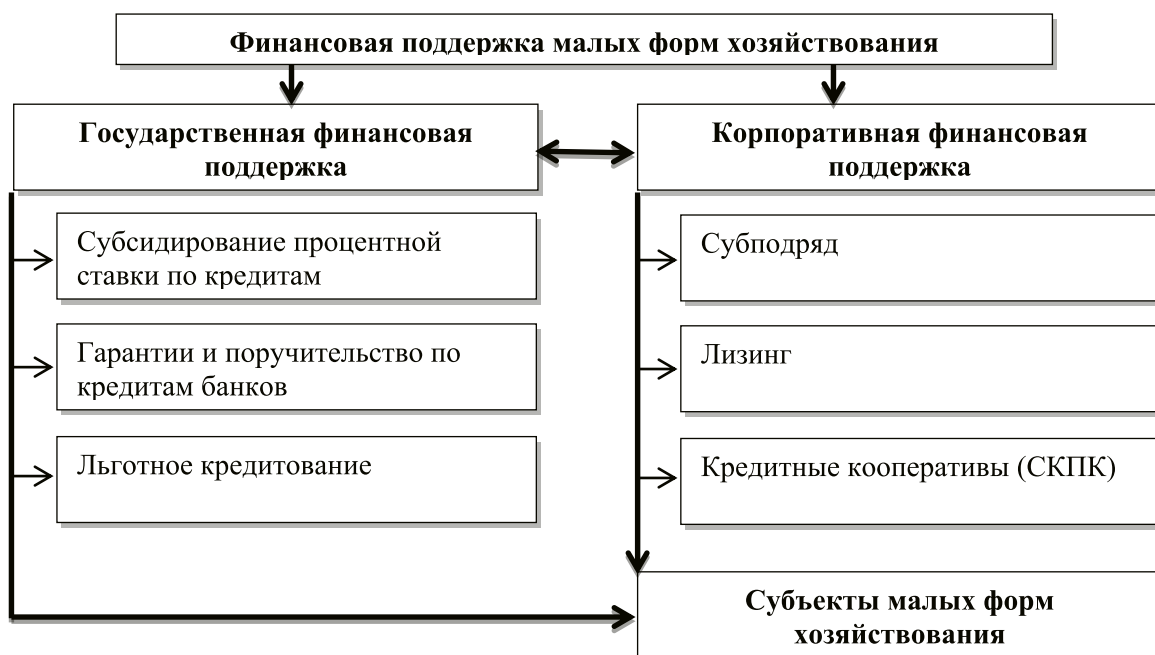 Финансовая поддержка малых форм хозяйствования
Государственная финансовая
поддержка
Корпоративная финансовая
поддержка
Субсидирование процентной
ставки по кредитам
Гарантии и поручительство по
кредитам банков
Льготное кредитование
Субподряд
Лизинг
Кредитные кооперативы (СКПК)
Субъекты малых форм
хозяйствования